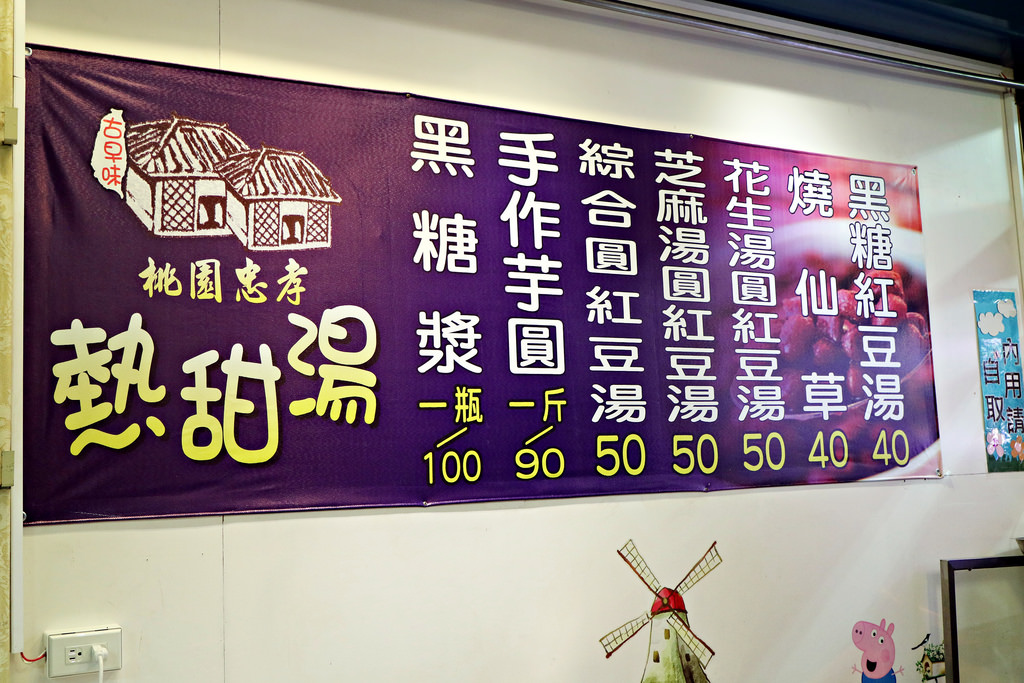 古早味
桃園忠孝
熱甜湯
黑糖紅豆湯 40
燒仙草 40
花生湯圓紅豆湯 50
芝麻湯圓紅豆湯 50
綜合圓紅豆湯 50
手作芋圓 一斤/90
黑糖漿 一瓶/100
內用請
自取